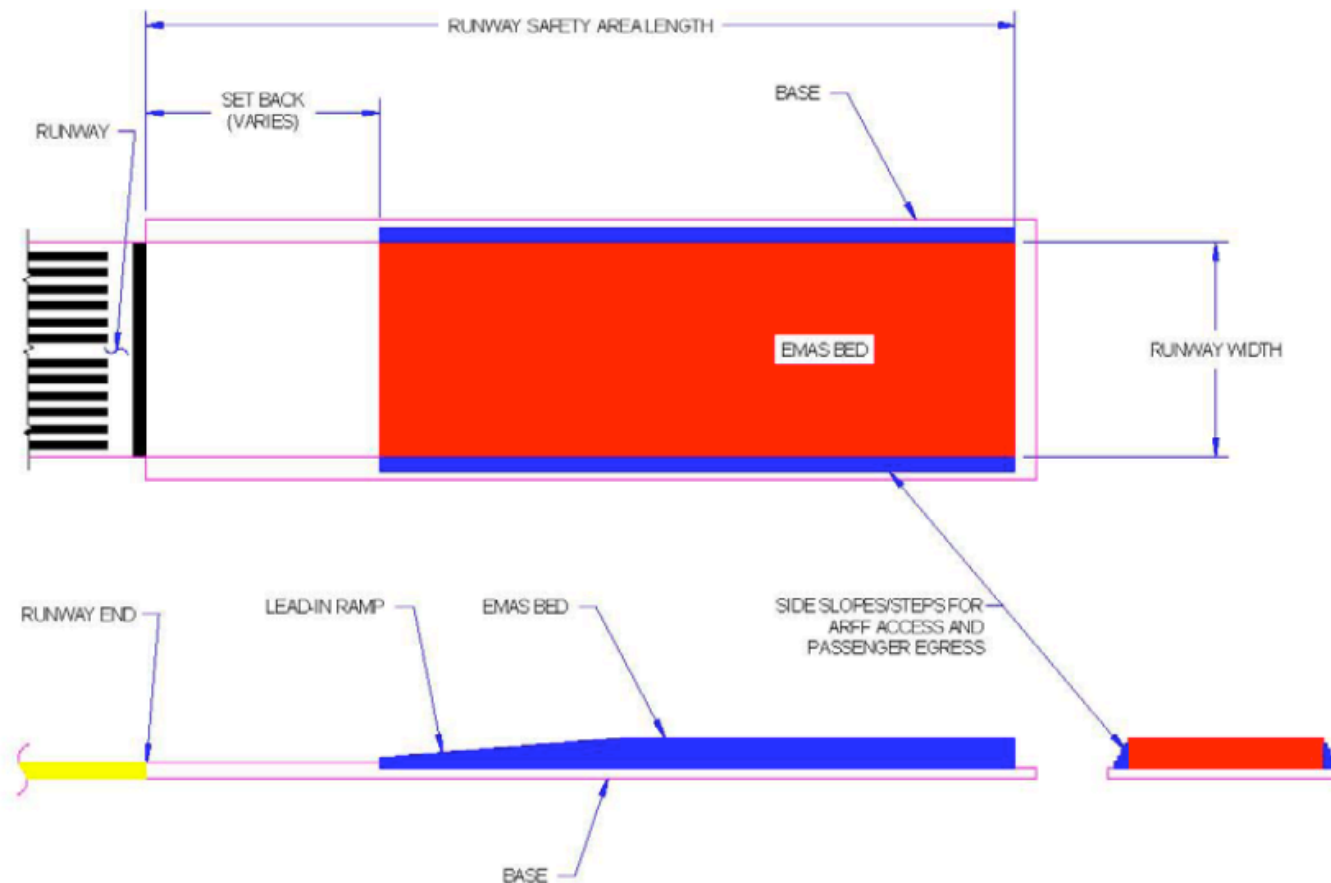 RUNWAY SAFETY AREA LENGTH
SET BACK
(VARIES)
BASE
RUNWAY
EMAS BED
RUNWAY WIDTH
RUNWAY END
LEAD-IN RAMP
EMAS BED
SIDE SLOPES/STEPS FOR
ARFF ACCESS AND
PASSENGER EGRESS
BASE